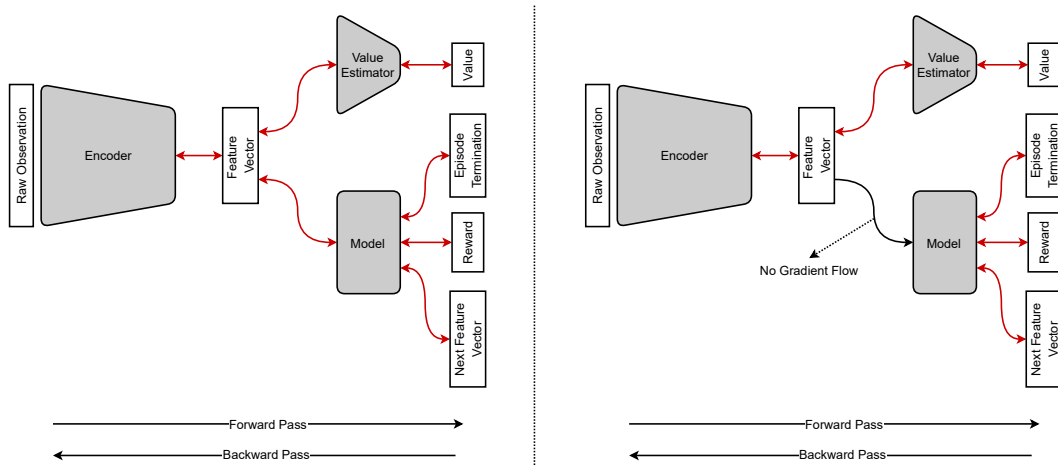 Raw Observation
Encoder
Feature
Vector
Value
Estimator
Value
Episode
Termination
Model
Reward
Next Feature
Vector
Forward Pass
Backward Pass
Raw Observation
Encoder
Feature
Vector
Value
Estimator
Value
Episode
Termination
Model
Reward
No Gradient Flow
Next Feature
Vector
Forward Pass
Backward Pass